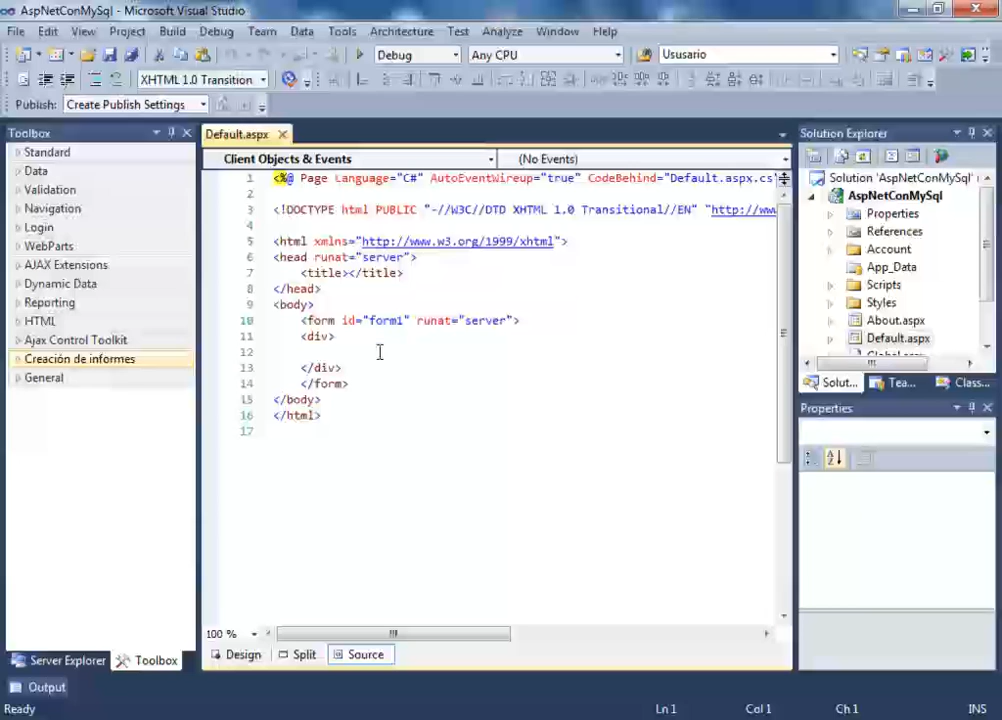 AspNetConMySql - Microsoft Visual Studio
File Edit View Project Build Debug Team Data Tools Architecture Test Analyze Window Help
Debug Any CPU Usuario
XHTML 1.0 Transition
Publish: Create Publish Settings
Toolbox
Standard
Data
Validation
Navigation
Login
WebParts
AJAX Extensions
Dynamic Data
Reporting
HTML
Ajax Control Toolkit
Creación de informes
General
Server Explorer Toolbox
Default.aspx
Client Objects & Events (No Events)
1 <%@ Page Language="C#" AutoEventWireup="true" CodeBehind="Default.aspx.cs"
2
3 <!DOCTYPE html PUBLIC "-//W3C//DTD XHTML 1.0 Transitional//EN" "http://www
4
5 <html xmlns="http://www.w3.org/1999/xhtml">
6 <head runat="server">
7 <title></title>
8 </head>
9 <body>
10 <form id="form1" runat="server">
11 <div>
12
13 </div>
14 </form>
15 </body>
16 </html>
17
100 %
Design Split Source
Solution Explorer
Solution 'AspNetConMySql'
AspNetConMySql
Properties
References
Account
App_Data
Scripts
Styles
About.aspx
Default.aspx
Solut... Tea... Class...
Properties
Output
Ready Ln 1 Col 1 Ch 1 INS